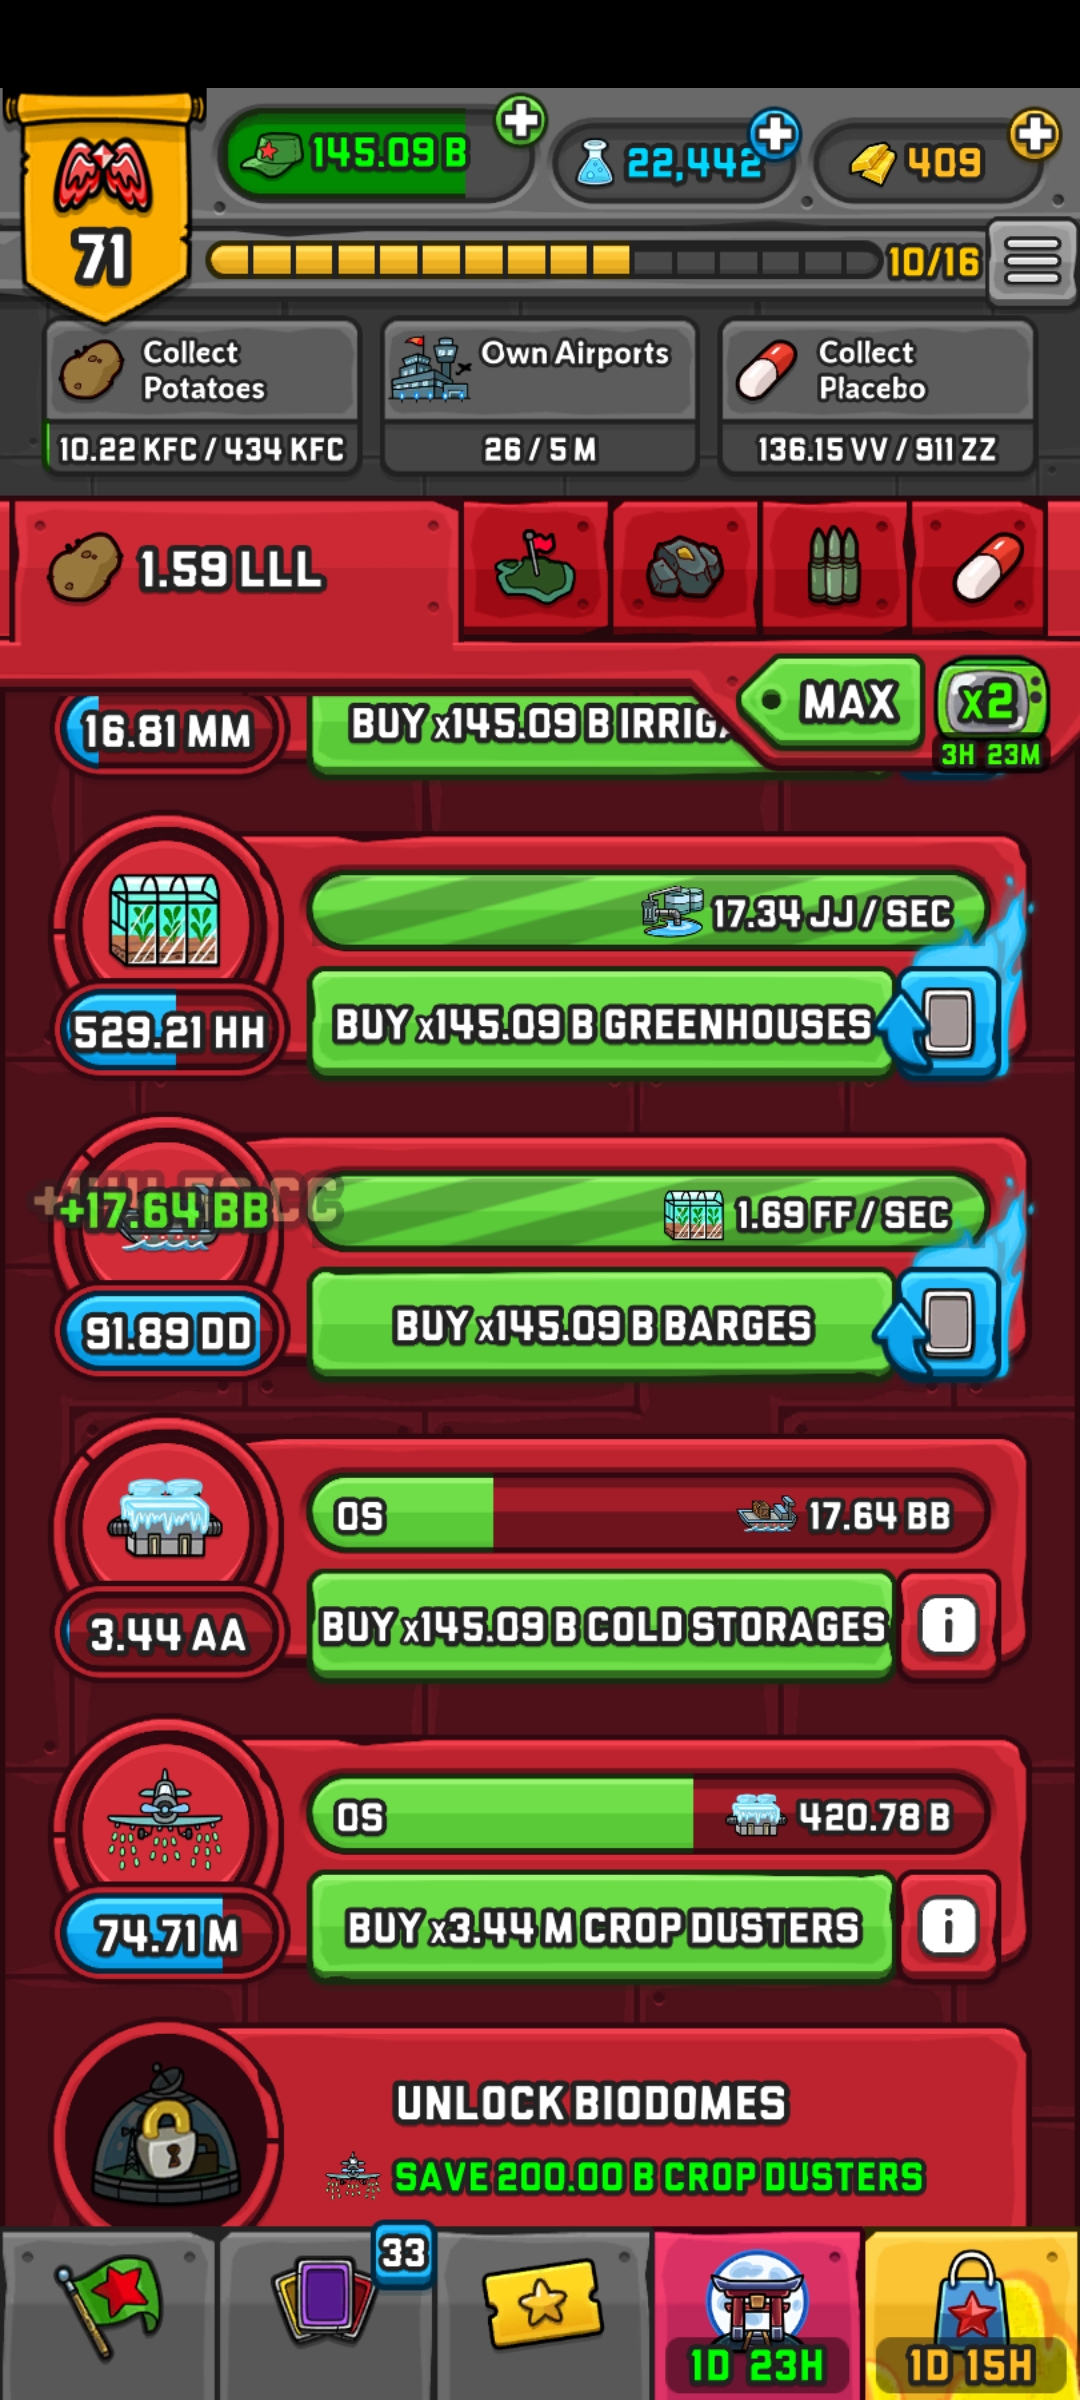 71
145.09 B
22,442
409
10/16
Collect
Potatoes
10.22 KFC / 434 KFC
Own Airports
26 / 5 M
Collect
Placebo
136.15 VV / 911 ZZ
1.59 LLL
MAX
x2
3H 23M
16.81 MM
BUY x145.09 B IRRIGA
17.34 JJ / SEC
529.21 HH
BUY x145.09 B GREENHOUSES
+17.64 BB
1.69 FF / SEC
91.89 DD
BUY x145.09 B BARGES
0S
17.64 BB
3.44 AA
BUY x145.09 B COLD STORAGES
i
0S
420.78 B
74.71 M
BUY x3.44 M CROP DUSTERS
i
UNLOCK BIODOMES
SAVE 200.00 B CROP DUSTERS
33
1D 23H
1D 15H